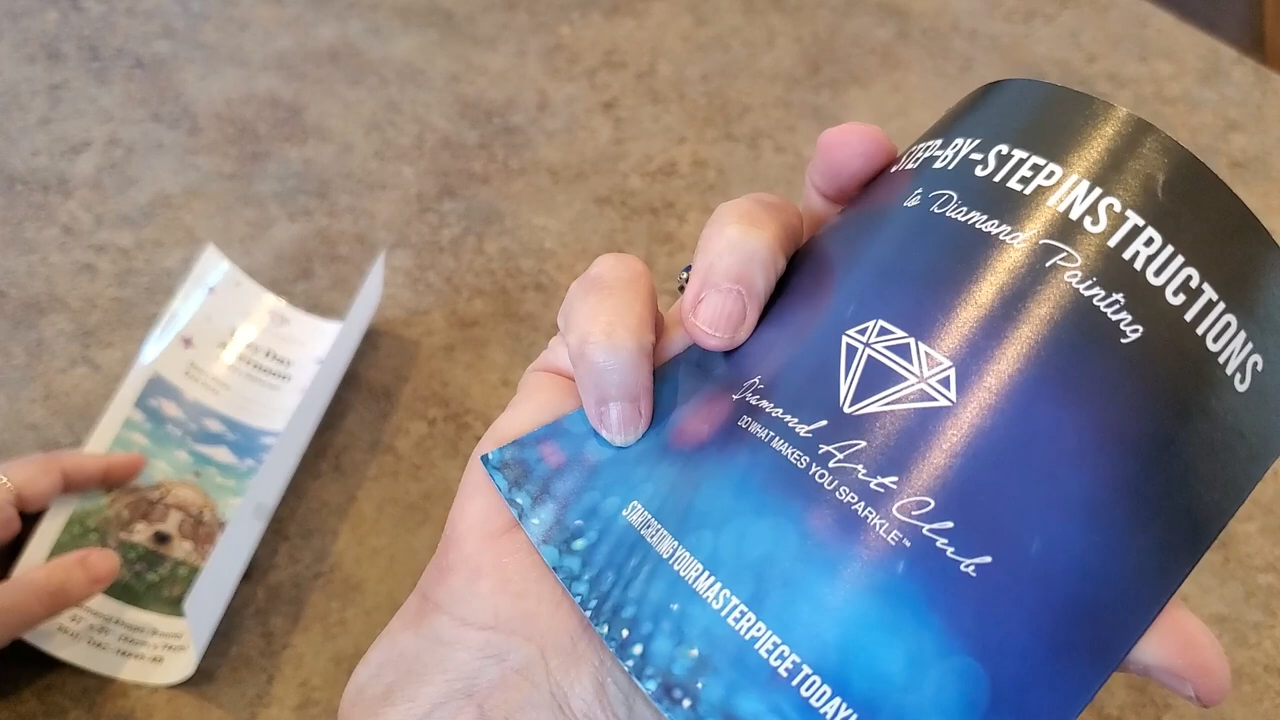 STEP-BY-STEP INSTRUCTIONS
to Diamond Painting
Diamond Art Club
DO WHAT MAKES YOU SPARKLE™
START CREATING YOUR MASTERPIECE TODAY!
Day